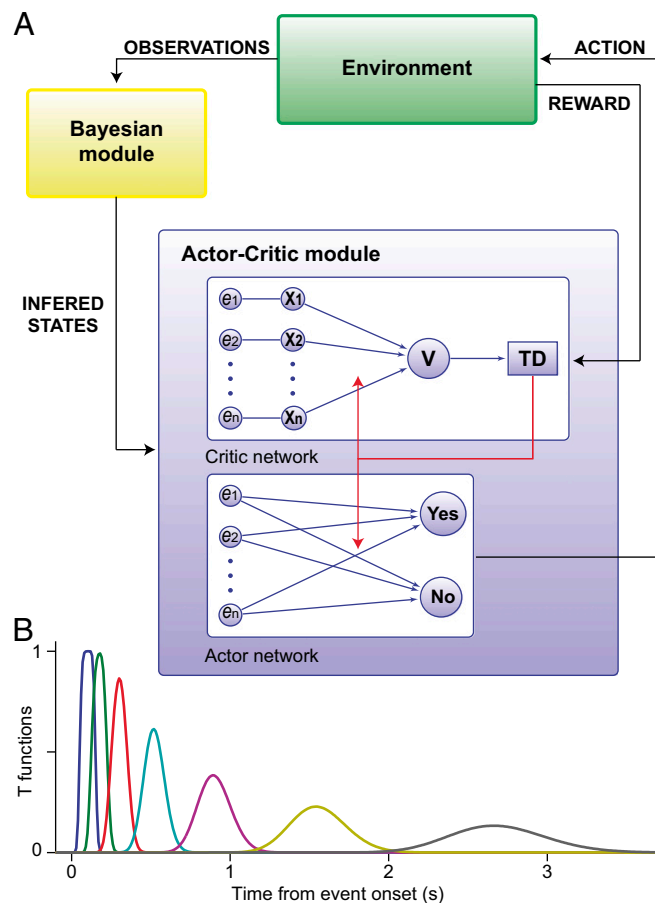 A
OBSERVATIONS
Environment
ACTION
REWARD
Bayesian
module
INFERED
STATES
Actor-Critic module
e1 X1
e2 X2
V
TD
en Xn
Critic network
e1
e2
en
Yes
No
Actor network
B
T functions
1
0
0 1 2 3
Time from event onset (s)